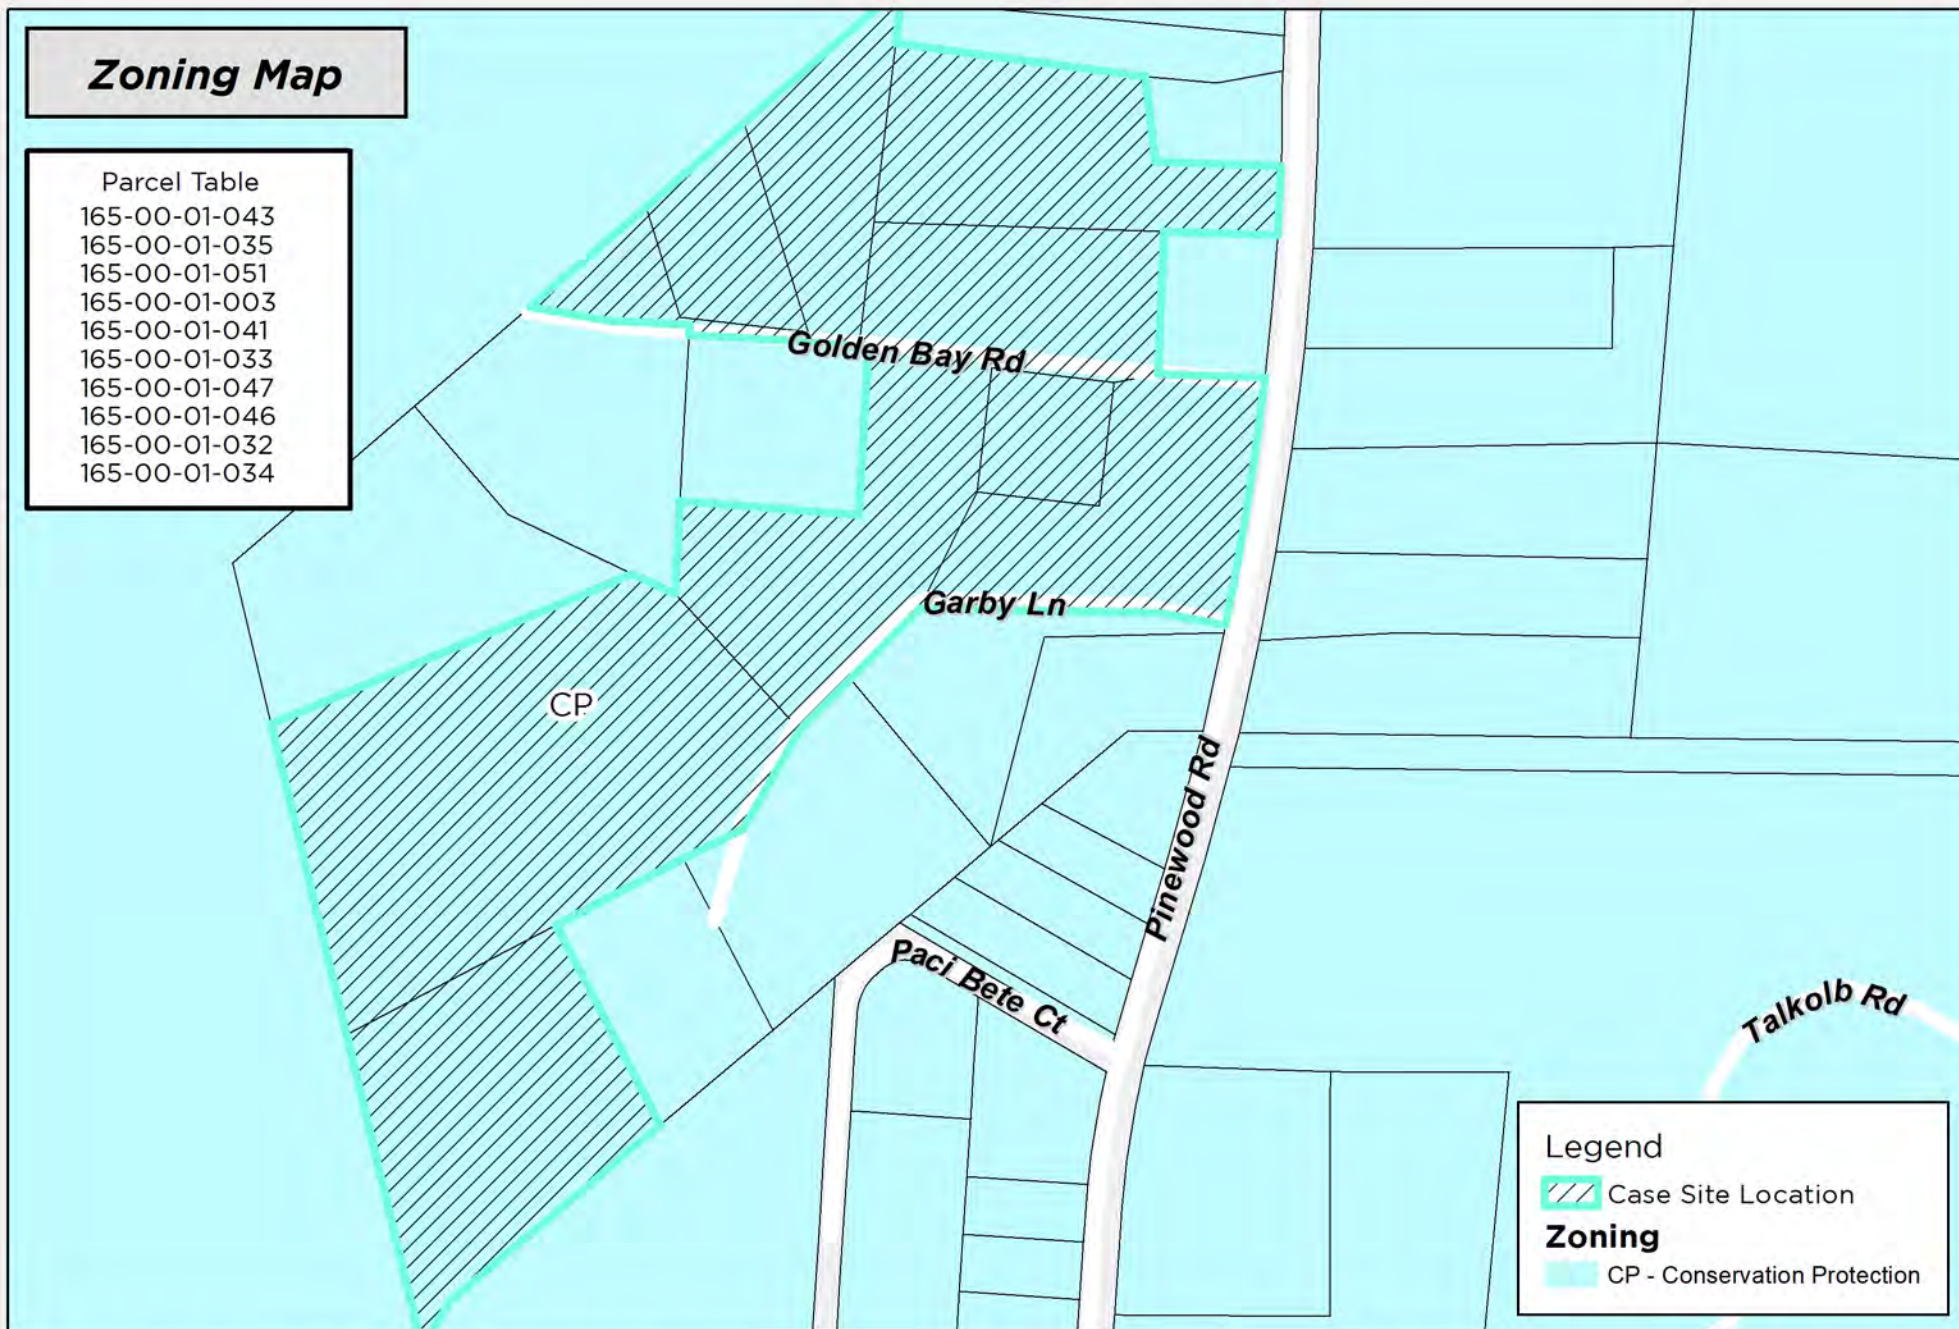 Zoning Map
Parcel Table
165-00-01-043
165-00-01-035
165-00-01-051
165-00-01-003
165-00-01-041
165-00-01-033
165-00-01-047
165-00-01-046
165-00-01-032
165-00-01-034
Golden Bay Rd
Garby Ln
CP
Pinewood Rd
Paci Bete Ct
Talkolb Rd
Legend
Case Site Location
Zoning
CP - Conservation Protection